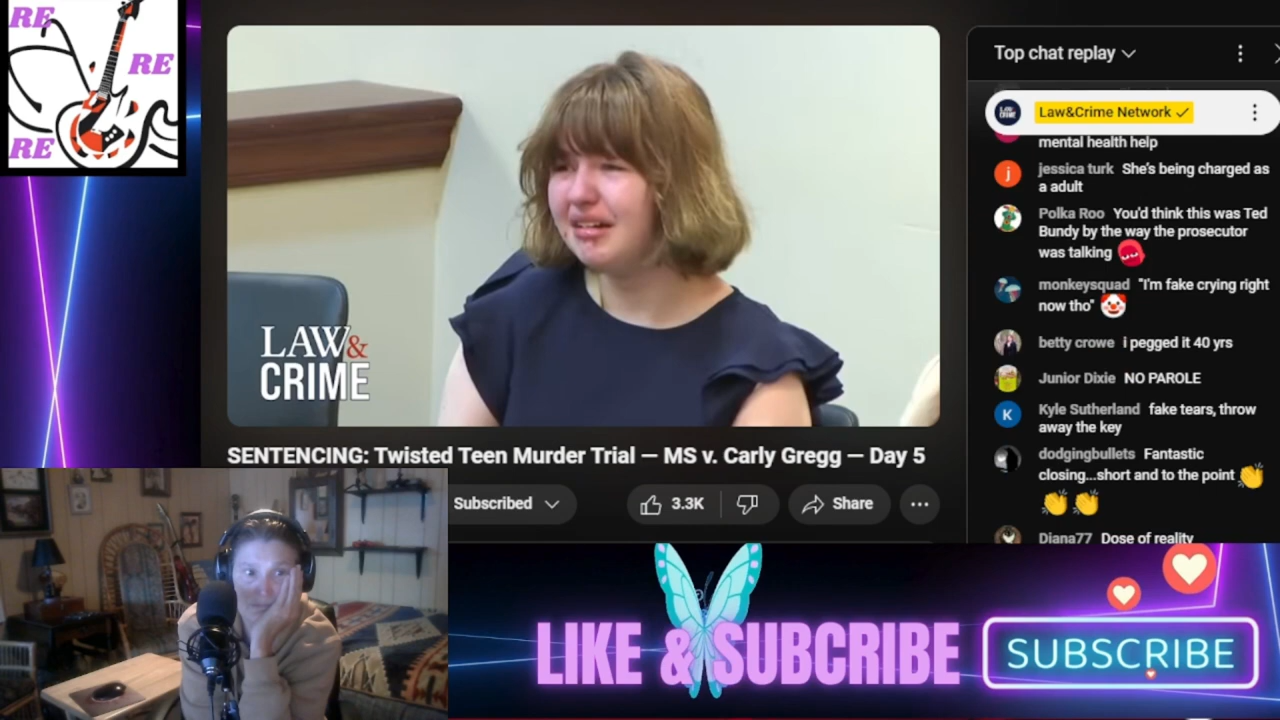 RE
RE
RE
LAW&
CRIME
SENTENCING: Twisted Teen Murder Trial — MS v. Carly Gregg — Day 5
Subscribed
3.3K
Share
Top chat replay
Law&Crime Network
mental health help
jessica turk She's being charged as
a adult
Polka Roo You'd think this was Ted
Bundy by the way the prosecutor
was talking
monkeysquad "I'm fake crying right
now tho"
betty crowe i pegged it 40 yrs
Junior Dixie NO PAROLE
Kyle Sutherland fake tears, throw
away the key
dodgingbullets Fantastic
closing...short and to the point
Diana77 Dose of reality
LIKE & SUBCRIBE
SUBSCRIBE